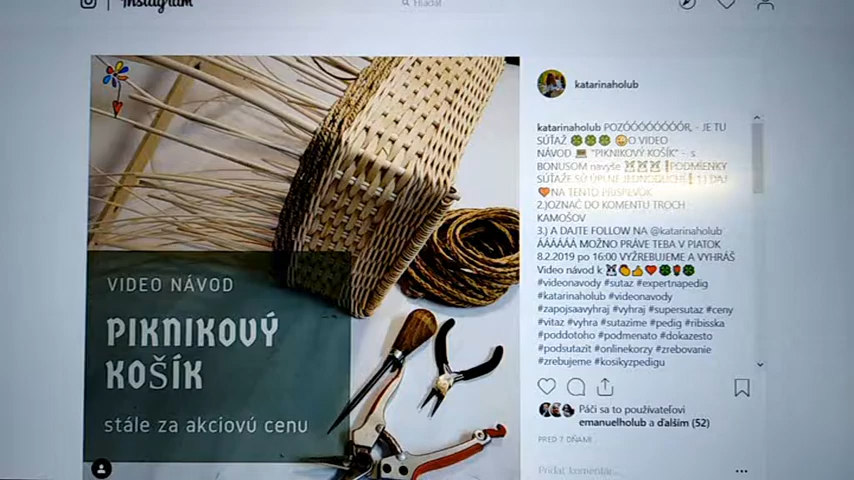 Instagram
Hľadať
katarinaholub
katarinaholub POZÓÓÓÓÓÓÓÓR, - JE TU
SÚŤAŽ 🍀🍀🍀 😉O VIDEO
NÁVOD 💻 "PIKNIKOVÝ KOŠÍK" - s
BONUSOM navyše
PODMIENKY
SÚŤAŽE SÚ ÚPLNE JEDNODUCHÉ 1.) DAJ
❤NA TENTO PRÍSPEVOK
2.)OZNAČ DO KOMENTU TROCH
KAMOŠOV
3.) A DAJTE FOLLOW NA @katarinaholub
ÁÁÁÁÁÁ MOŽNO PRÁVE TEBA V PIATOK
8.2.2019 po 16:00 VYŽREBUJEME A VYHRÁŠ
Video návod k
#videonavody #sutaz #expertnapedig
#katarinaholub #videonavody
#zapojsaavyhraj #vyhraj #supersutaz #ceny
#vitaz #vyhra #sutazime #pedig #ribisska
#poddotoho #podmenato #dokazesto
#podsutazit #onlinekorzy #zrebovanie
#zrebujeme #kosikyzpedigu
Páči sa to používateľovi
emanuelholub a ďalším (52)
PRED 7 DŇAMI
Pridať komentár...
VIDEO NÁVOD
PIKNIKOVÝ
KOŠÍK
stále za akciovú cenu